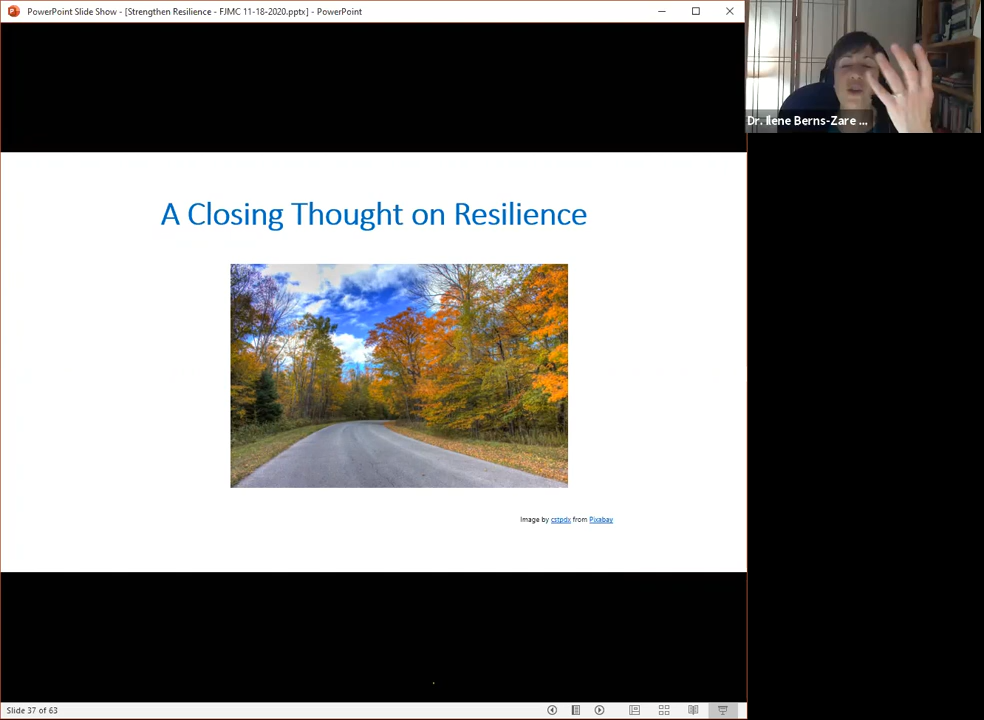 PowerPoint Slide Show - [Strengthen Resilience - FJMC 11-18-2020.pptx] - PowerPoint
Dr. Ilene Berns-Zare ...
A Closing Thought on Resilience
Image by cstpdx from Pixabay
Slide 37 of 63